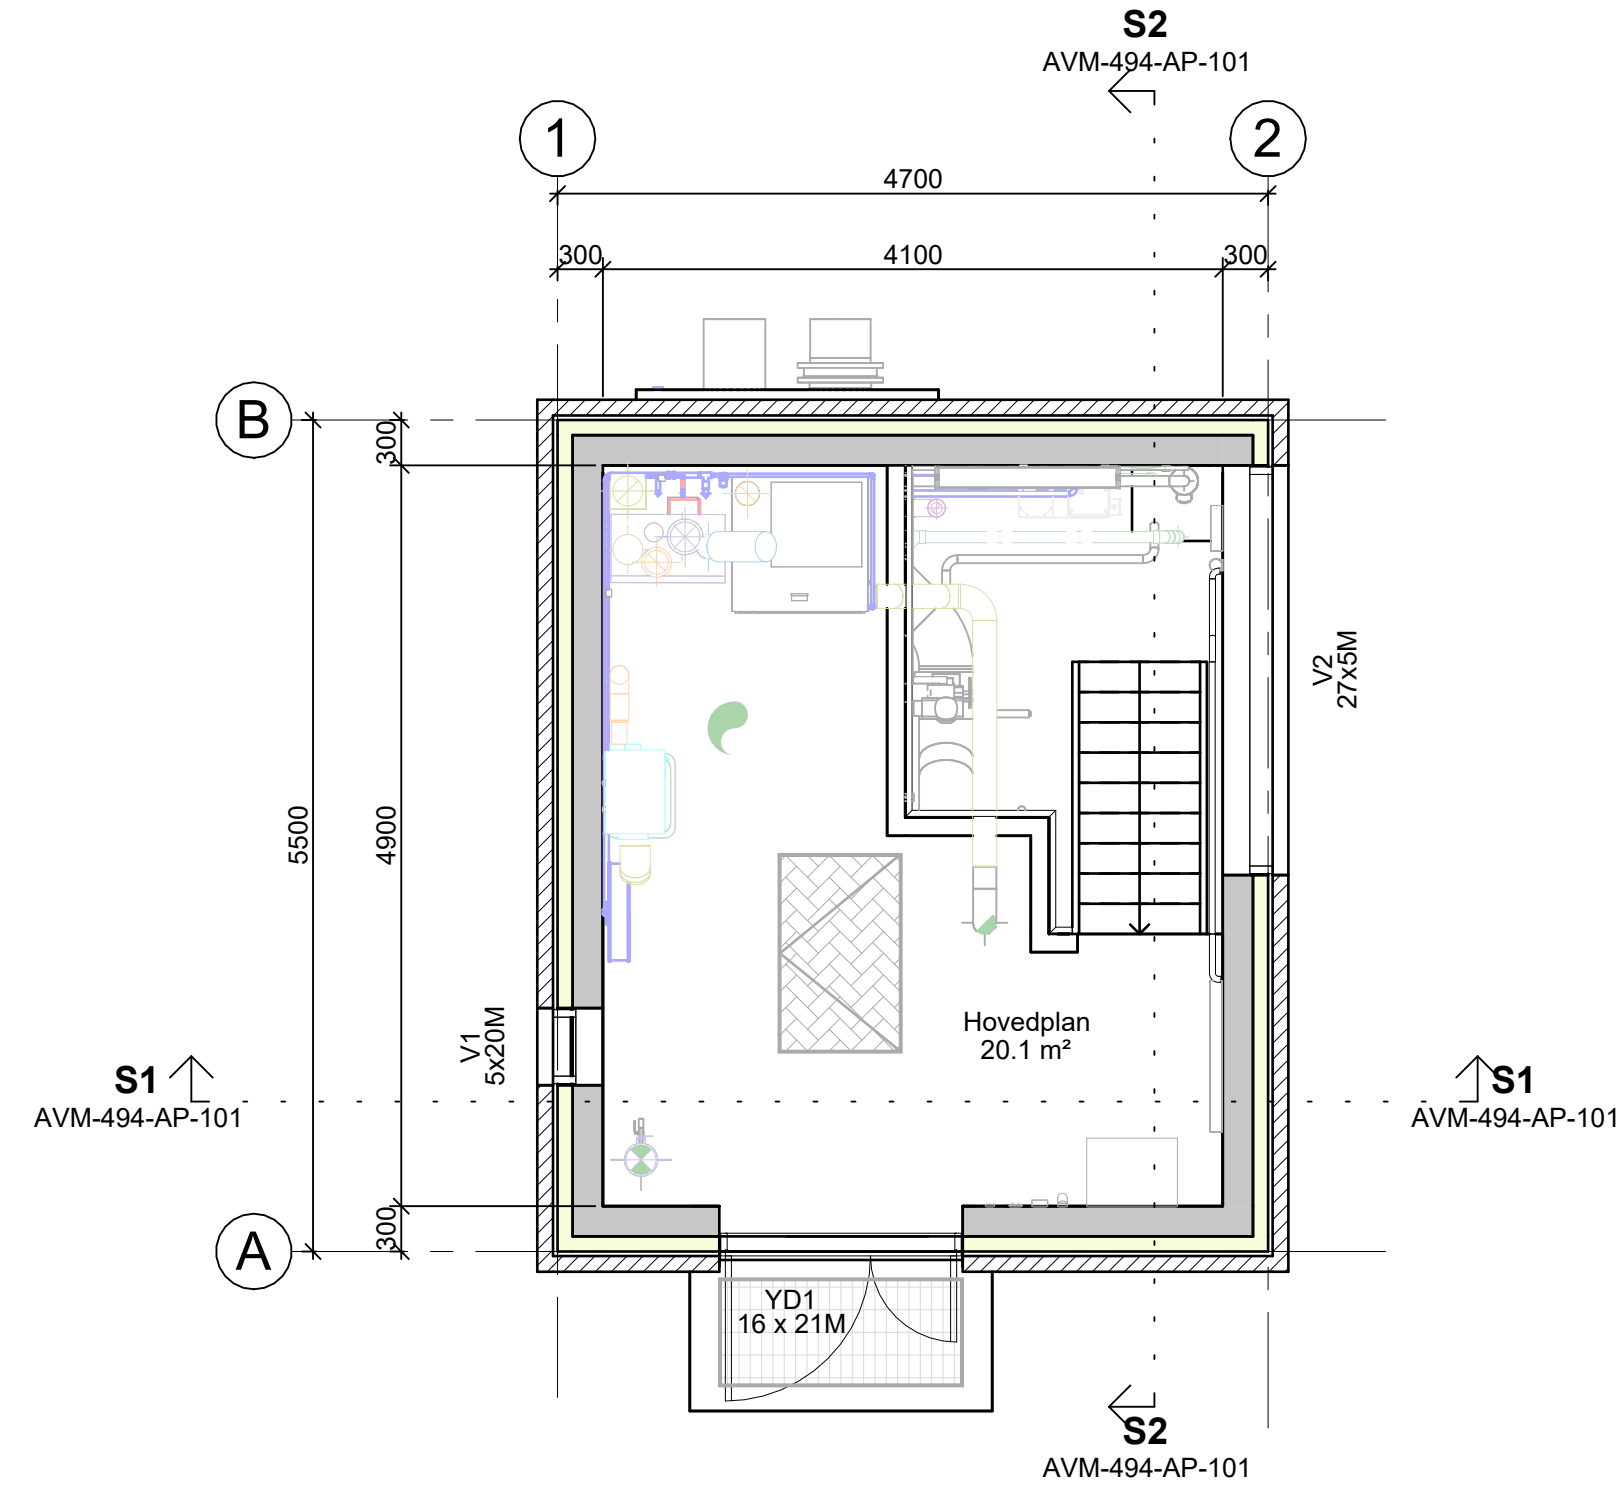 S2
AVM-494-AP-101
1
2
4700
300
4100
300
B
300
5500
4900
V2
27x5M
V1
5x20M
Hovedplan
20.1 m²
S1
AVM-494-AP-101
S1
AVM-494-AP-101
300
A
YD1
16 x 21M
S2
AVM-494-AP-101